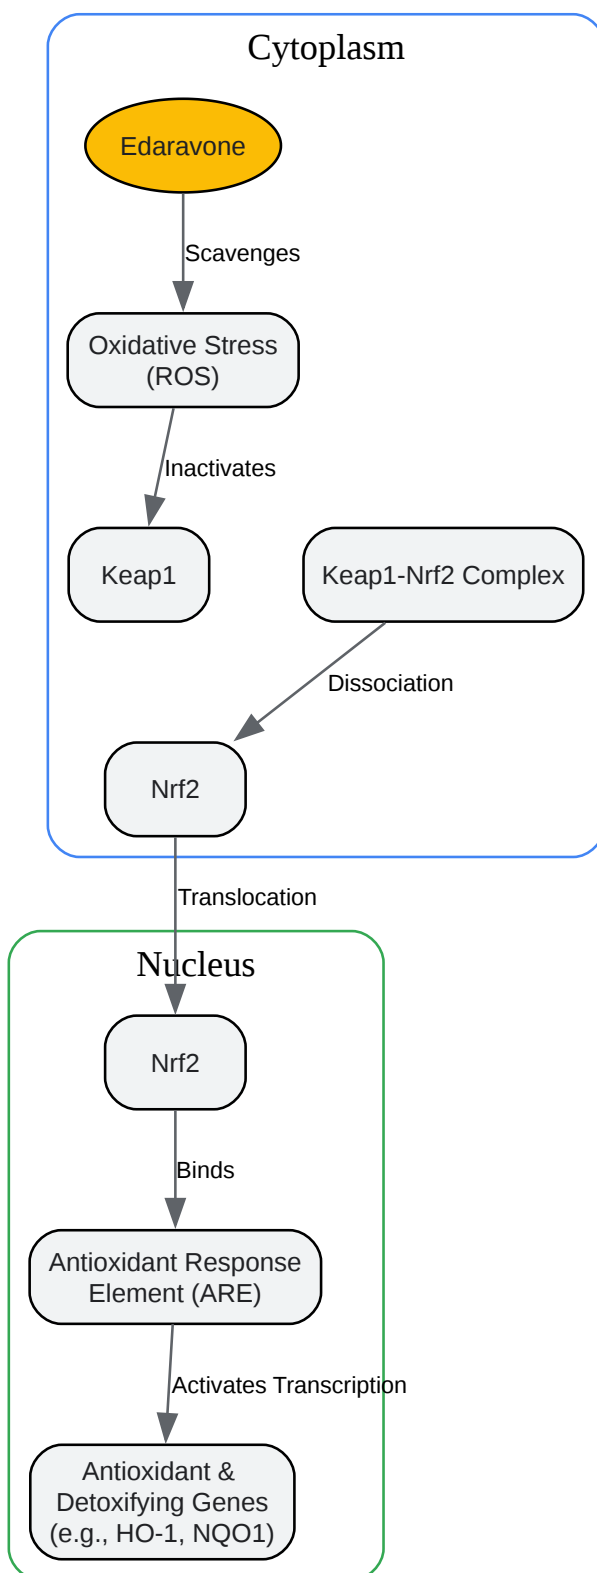 Cytoplasm
Edaravone
Scavenges
Oxidative Stress
(ROS)
Inactivates
Keap1
Keap1-Nrf2 Complex
Dissociation
Nrf2
Translocation
Nucleus
Nrf2
Binds
Antioxidant Response
Element (ARE)
Activates Transcription
Antioxidant &
Detoxifying Genes
(e.g., HO-1, NQO1)